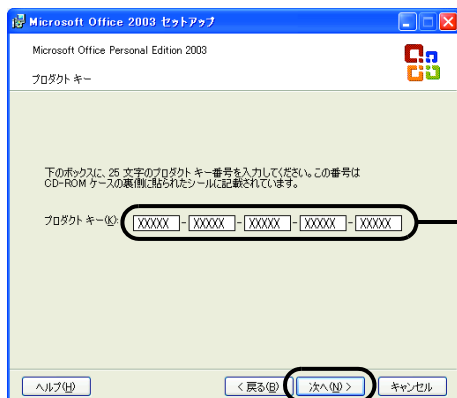 Microsoft Office 2003 セットアップ
Microsoft Office Personal Edition 2003
プロダクト キー
下のボックスに、25 文字のプロダクト キー番号を入力してください。この番号は
CD-ROM ケースの裏側に貼られたシールに記載されています。
プロダクト キー(K): XXXXX - XXXXX - XXXXX - XXXXX - XXXXX
ヘルプ(H) < 戻る(B) 次へ(N) > キャンセル